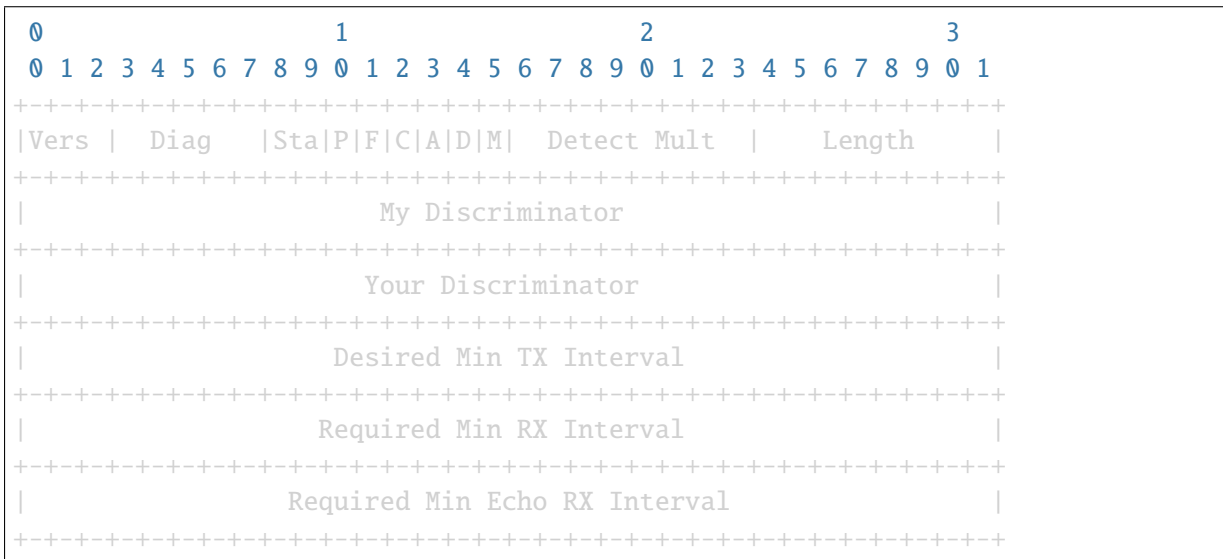 0                   1                   2                   3
 0 1 2 3 4 5 6 7 8 9 0 1 2 3 4 5 6 7 8 9 0 1 2 3 4 5 6 7 8 9 0 1
+-+-+-+-+-+-+-+-+-+-+-+-+-+-+-+-+-+-+-+-+-+-+-+-+-+-+-+-+-+-+-+-+
|Vers |  Diag   |Sta|P|F|C|A|D|M|  Detect Mult  |    Length     |
+-+-+-+-+-+-+-+-+-+-+-+-+-+-+-+-+-+-+-+-+-+-+-+-+-+-+-+-+-+-+-+-+
|                       My Discriminator                        |
+-+-+-+-+-+-+-+-+-+-+-+-+-+-+-+-+-+-+-+-+-+-+-+-+-+-+-+-+-+-+-+-+
|                      Your Discriminator                       |
+-+-+-+-+-+-+-+-+-+-+-+-+-+-+-+-+-+-+-+-+-+-+-+-+-+-+-+-+-+-+-+-+
|                    Desired Min TX Interval                    |
+-+-+-+-+-+-+-+-+-+-+-+-+-+-+-+-+-+-+-+-+-+-+-+-+-+-+-+-+-+-+-+-+
|                   Required Min RX Interval                    |
+-+-+-+-+-+-+-+-+-+-+-+-+-+-+-+-+-+-+-+-+-+-+-+-+-+-+-+-+-+-+-+-+
|                 Required Min Echo RX Interval                 |
+-+-+-+-+-+-+-+-+-+-+-+-+-+-+-+-+-+-+-+-+-+-+-+-+-+-+-+-+-+-+-+-+